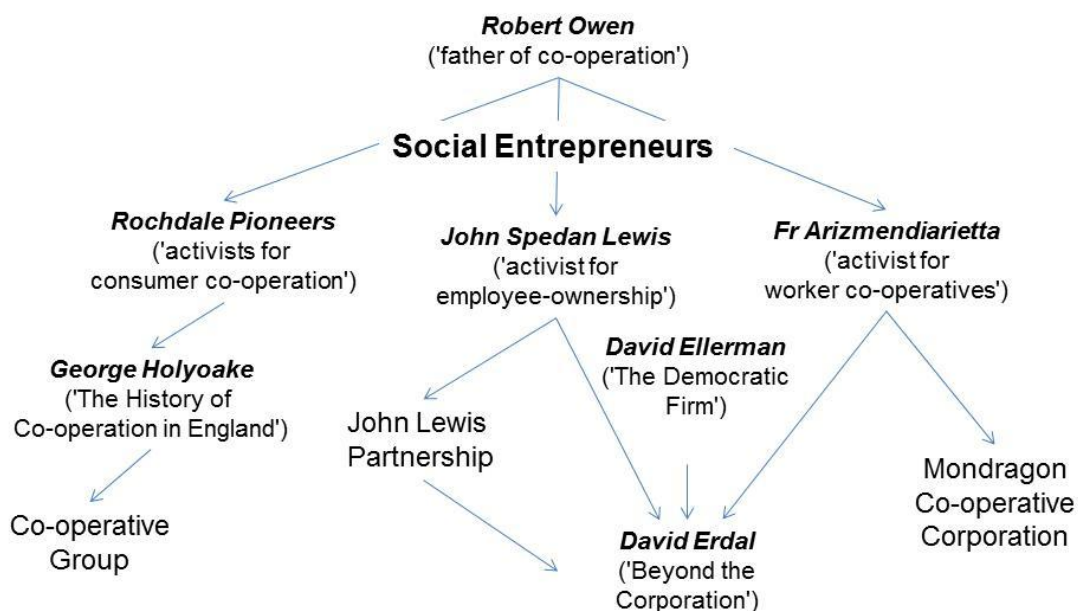 Robert Owen
('father of co-operation')
Social Entrepreneurs
Rochdale Pioneers
('activists for
consumer co-operation')
John Spedan Lewis
('activist for
employee-ownership')
Fr Arizmendiarietta
('activist for
worker co-operatives')
George Holyoake
('The History of
Co-operation in England')
David Ellerman
('The Democratic
Firm')
John Lewis
Partnership
Mondragon
Co-operative
Corporation
Co-operative
Group
David Erdal
('Beyond the
Corporation')